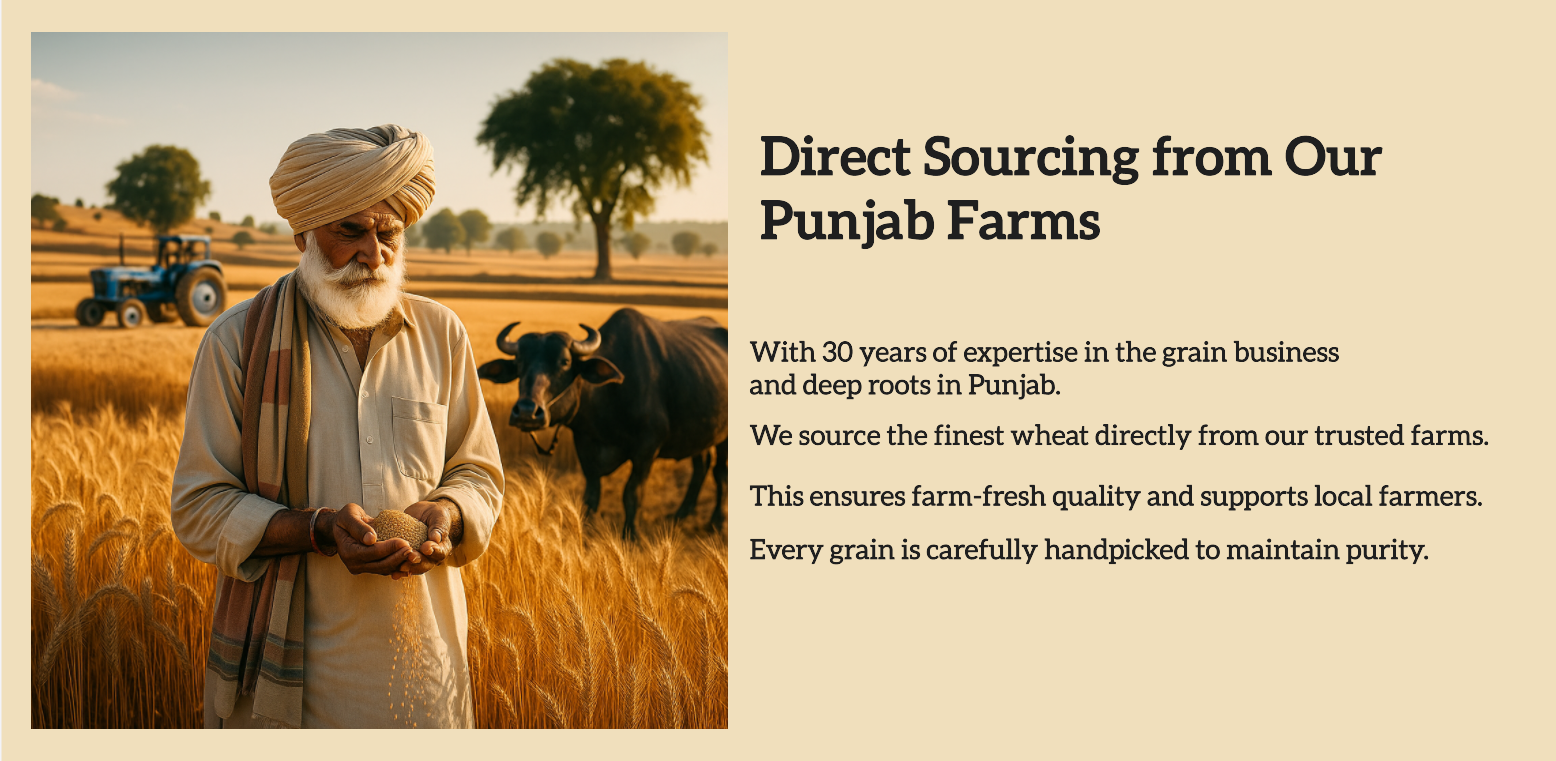 Direct Sourcing from Our
Punjab Farms
With 30 years of expertise in the grain business
and deep roots in Punjab.
We source the finest wheat directly from our trusted farms.
This ensures farm-fresh quality and supports local farmers.
Every grain is carefully handpicked to maintain purity.